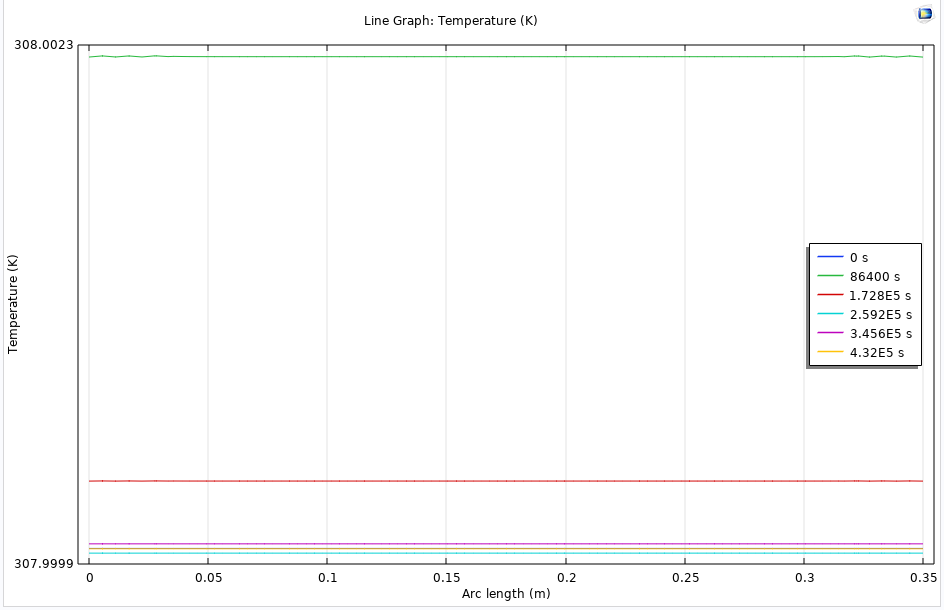 Line Graph: Temperature (K)
308.0023
Temperature (K)
0 s
86400 s
1.728E5 s
2.592E5 s
3.456E5 s
4.32E5 s
307.9999
0 0.05 0.1 0.15 0.2 0.25 0.3 0.35
Arc length (m)